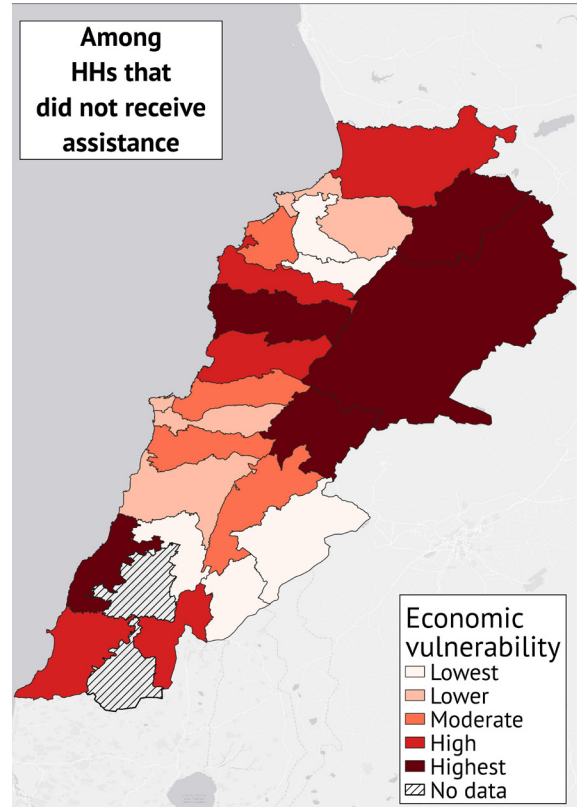 Among
HHs that
did not receive
assistance
Economic
vulnerability
Lowest
Lower
Moderate
High
Highest
No data